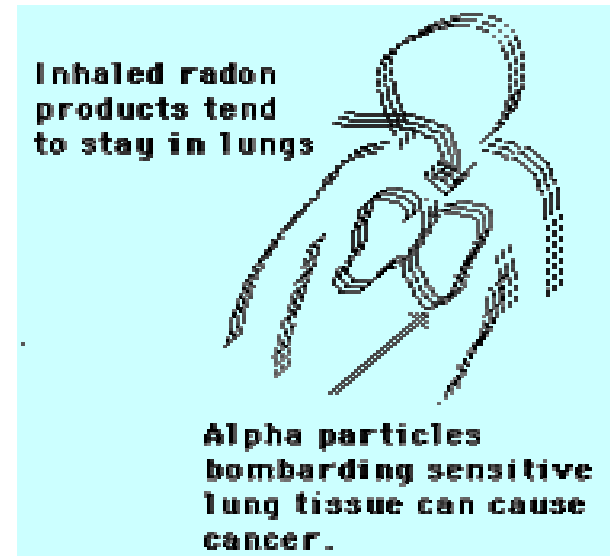 Inhaled radon
products tend
to stay in lungs
Alpha particles
bombarding sensitive
lung tissue can cause
cancer.